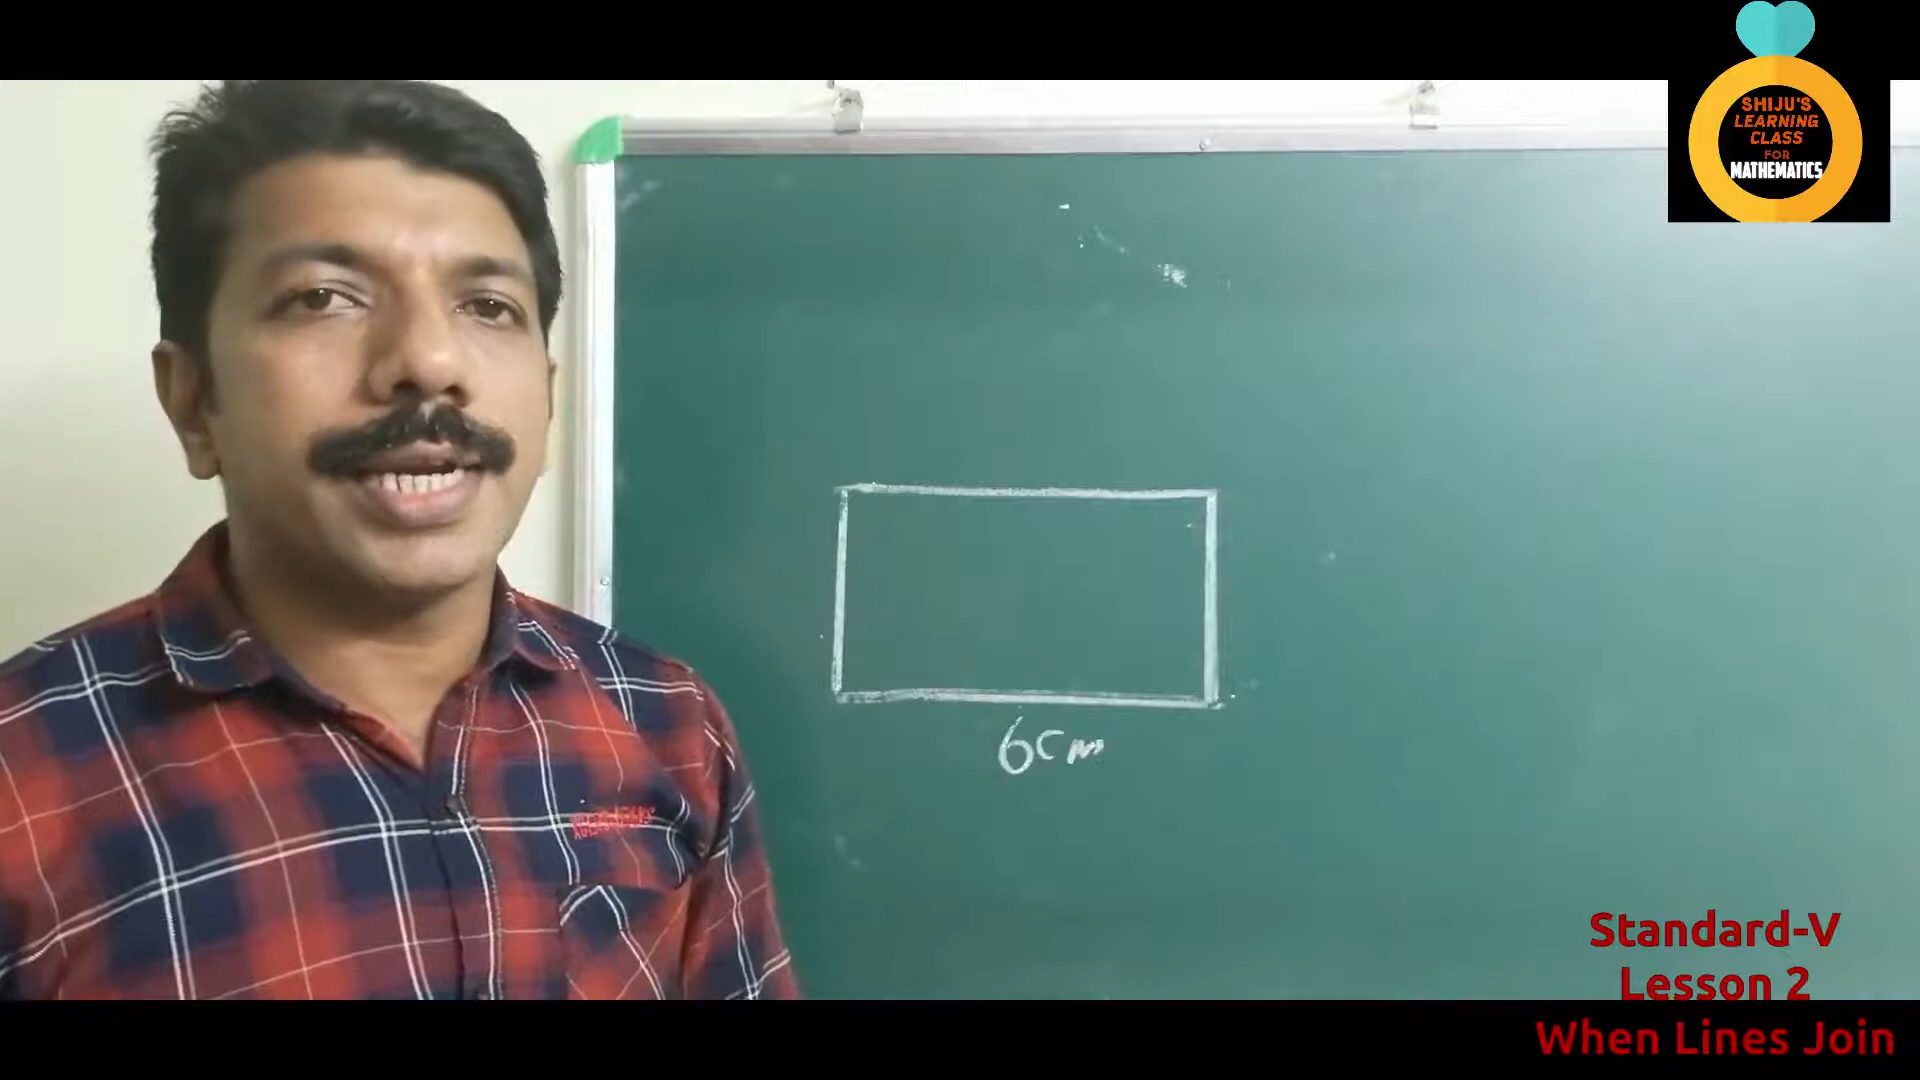 SHIJU'S
LEARNING
CLASS
FOR
MATHEMATICS
6cm
Standard-V
Lesson 2
When Lines Join